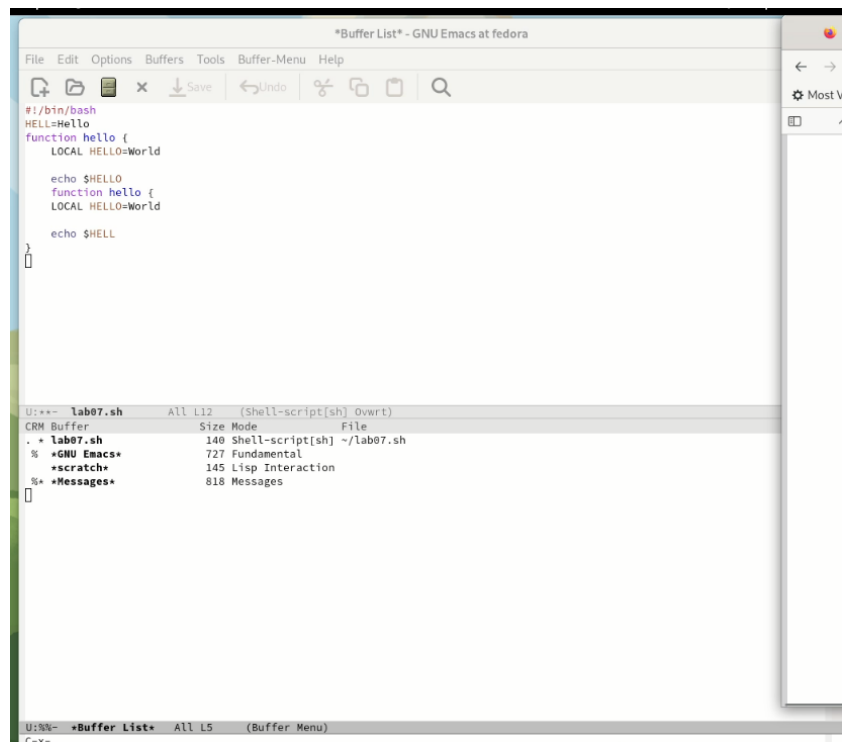 *Buffer List* - GNU Emacs at fedora
File Edit Options Buffers Tools Buffer-Menu Help
Save Undo
Most V
#!/bin/bash
HELL=Hello
function hello {
LOCAL HELLO=World
echo $HELLO
function hello {
LOCAL HELLO=World
echo $HELL
}
U:**- lab07.sh All L12 (Shell-script[sh] Ovwrt)
CRM Buffer Size Mode File
. * lab07.sh 140 Shell-script[sh] ~/lab07.sh
% *GNU Emacs* 727 Fundamental
*scratch* 145 Lisp Interaction
%* *Messages* 818 Messages
U:%%- *Buffer List* All L5 (Buffer Menu)
C-x-